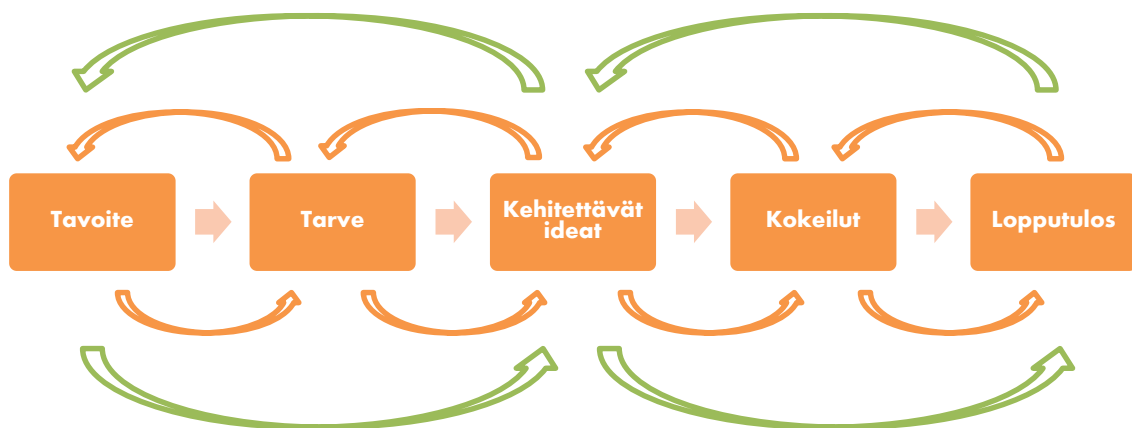 Tavoite
Tarve
Kehitettävät
ideat
Kokeilut
Lopputulos